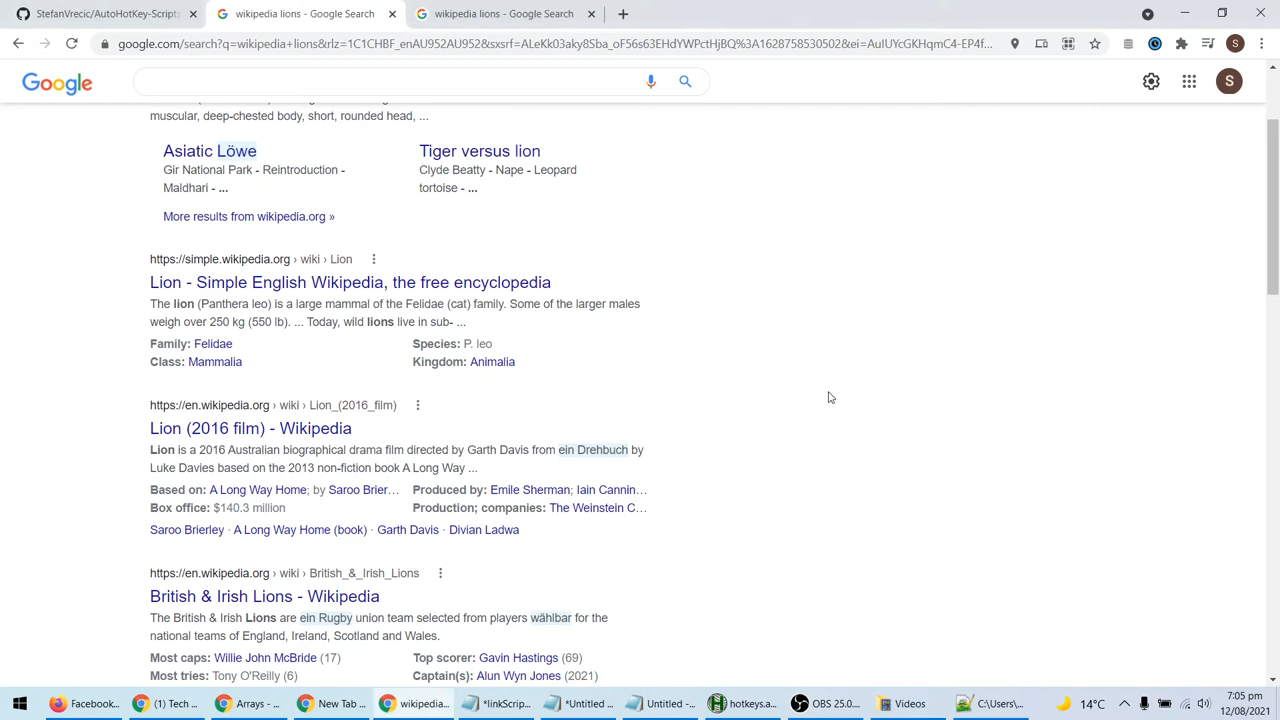 StefanVrecic/AutoHotKey-Scripts
wikipedia lions - Google Search
wikipedia lions - Google Search
google.com/search?q=wikipedia+lions&rlz=1C1CHBF_enAU952AU952&sxsrf=ALeKk03aky8Sba_oF56s63EHdYWPctHjBQ%3A1628758530502&ei=AuIUYcGKHqmC4-EP4f...
S
Google
S
muscular, deep-chested body, short, rounded head, ...
Asiatic Löwe
Gir National Park - Reintroduction -
Maldhari - ...
Tiger versus lion
Clyde Beatty - Nape - Leopard
tortoise - ...
More results from wikipedia.org »
https://simple.wikipedia.org › wiki › Lion
Lion - Simple English Wikipedia, the free encyclopedia
The lion (Panthera leo) is a large mammal of the Felidae (cat) family. Some of the larger males
weigh over 250 kg (550 lb). ... Today, wild lions live in sub- ...
Family: Felidae
Species: P. leo
Class: Mammalia
Kingdom: Animalia
https://en.wikipedia.org › wiki › Lion_(2016_film)
Lion (2016 film) - Wikipedia
Lion is a 2016 Australian biographical drama film directed by Garth Davis from ein Drehbuch by
Luke Davies based on the 2013 non-fiction book A Long Way ...
Based on: A Long Way Home; by Saroo Brier...
Produced by: Emile Sherman; Iain Cannin...
Box office: $140.3 million
Production; companies: The Weinstein C...
Saroo Brierley · A Long Way Home (book) · Garth Davis · Divian Ladwa
https://en.wikipedia.org › wiki › British_&_Irish_Lions
British & Irish Lions - Wikipedia
The British & Irish Lions are ein Rugby union team selected from players wählbar for the
national teams of England, Ireland, Scotland and Wales.
Most caps: Willie John McBride (17)
Top scorer: Gavin Hastings (69)
Most tries: Tony O'Reilly (6)
Captain(s): Alun Wyn Jones (2021)
Facebook...
(1) Tech ...
Arrays - ...
New Tab ...
wikipedia...
*linkScrip...
*Untitled ...
Untitled -...
hotkeys.a...
OBS 25.0...
Videos
C:\Users\...
14°C
7:05 pm
12/08/2021